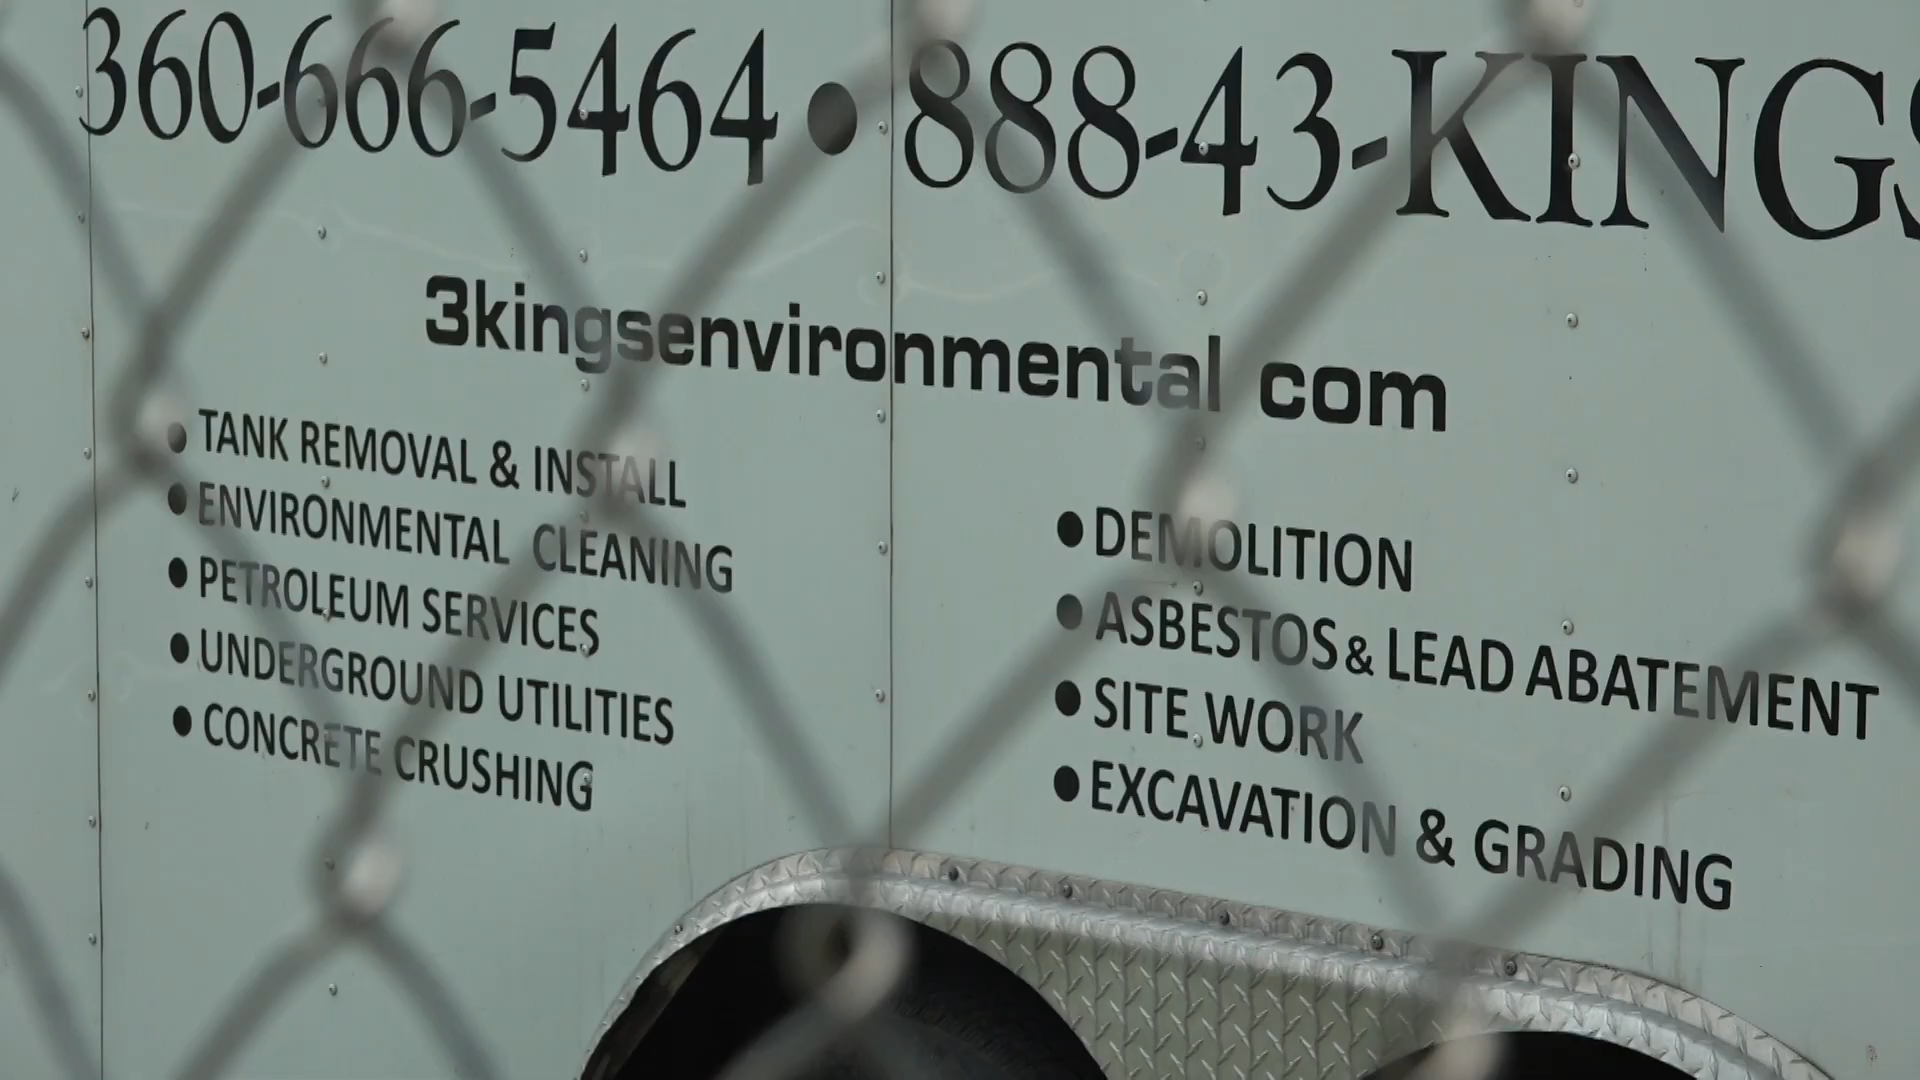 360-666-5464 • 888-43-KINGS
3kingsenvironmental com
• TANK REMOVAL & INSTALL
• ENVIRONMENTAL CLEANING
• PETROLEUM SERVICES
• UNDERGROUND UTILITIES
• CONCRETE CRUSHING
• DEMOLITION
• ASBESTOS & LEAD ABATEMENT
• SITE WORK
• EXCAVATION & GRADING